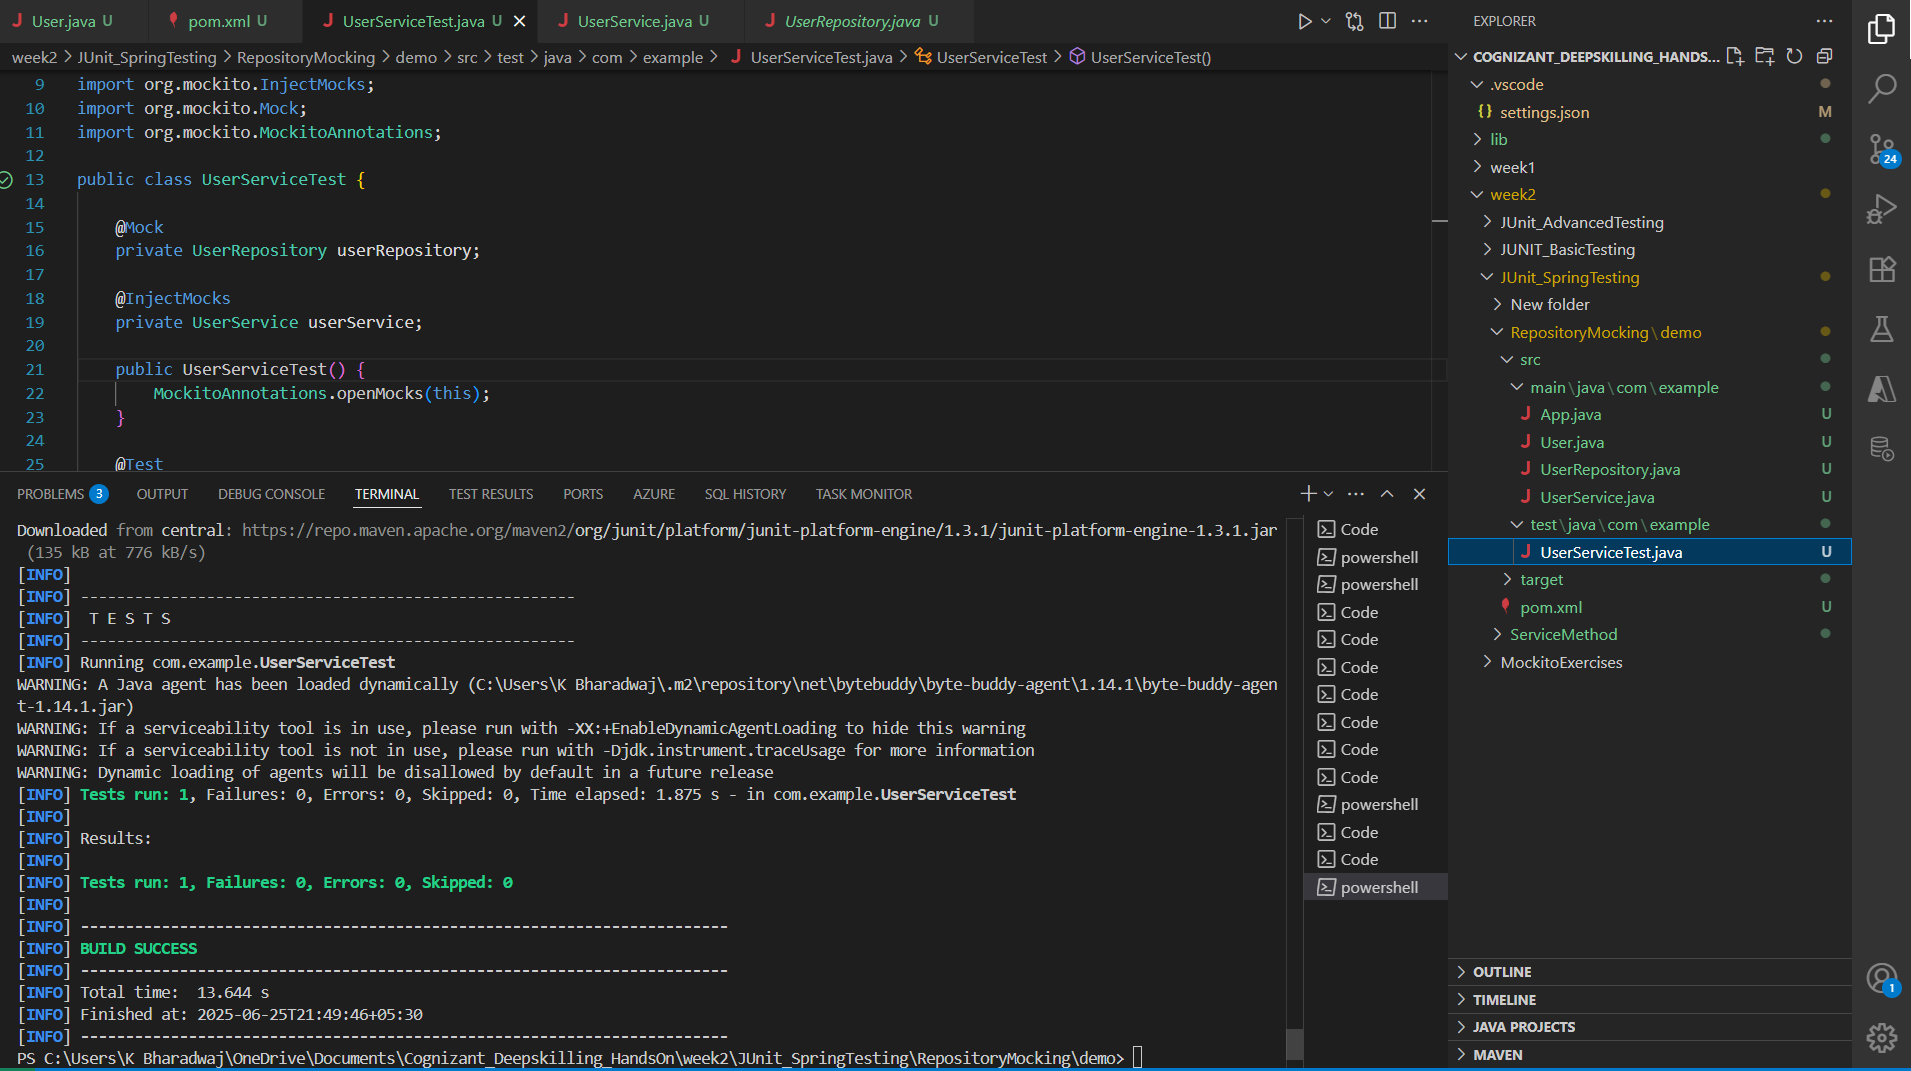 User.java U
pom.xml U
UserServiceTest.java U
UserService.java U
UserRepository.java U
week2 > JUnit_SpringTesting > RepositoryMocking > demo > src > test > java > com > example > UserServiceTest.java > UserServiceTest > UserServiceTest()
9 import org.mockito.InjectMocks;
10 import org.mockito.Mock;
11 import org.mockito.MockitoAnnotations;
12
13 public class UserServiceTest {
14
15 @Mock
16 private UserRepository userRepository;
17
18 @InjectMocks
19 private UserService userService;
20
21 public UserServiceTest() {
22 MockitoAnnotations.openMocks(this);
23 }
24
25 @Test
PROBLEMS 3 OUTPUT DEBUG CONSOLE TERMINAL TEST RESULTS PORTS AZURE SQL HISTORY TASK MONITOR
Downloaded from central: https://repo.maven.apache.org/maven2/org/junit/platform/junit-platform-engine/1.3.1/junit-platform-engine-1.3.1.jar
(135 kB at 776 kB/s)
[INFO]
[INFO] -------------------------------------------------------
[INFO]  T E S T S
[INFO] -------------------------------------------------------
[INFO] Running com.example.UserServiceTest
WARNING: A Java agent has been loaded dynamically (C:\Users\K Bharadwaj\.m2\repository\net\bytebuddy\byte-buddy-agent\1.14.1\byte-buddy-agen
t-1.14.1.jar)
WARNING: If a serviceability tool is in use, please run with -XX:+EnableDynamicAgentLoading to hide this warning
WARNING: If a serviceability tool is not in use, please run with -Djdk.instrument.traceUsage for more information
WARNING: Dynamic loading of agents will be disallowed by default in a future release
[INFO] Tests run: 1, Failures: 0, Errors: 0, Skipped: 0, Time elapsed: 1.875 s - in com.example.UserServiceTest
[INFO]
[INFO] Results:
[INFO]
[INFO] Tests run: 1, Failures: 0, Errors: 0, Skipped: 0
[INFO]
[INFO] ------------------------------------------------------------------------
[INFO] BUILD SUCCESS
[INFO] ------------------------------------------------------------------------
[INFO] Total time:  13.644 s
[INFO] Finished at: 2025-06-25T21:49:46+05:30
[INFO] ------------------------------------------------------------------------
PS C:\Users\K Bharadwaj\OneDrive\Documents\Cognizant_Deepskilling_HandsOn\week2\JUnit_SpringTesting\RepositoryMocking\demo>
Code
powershell
powershell
Code
Code
Code
Code
Code
Code
Code
powershell
Code
Code
powershell
EXPLORER
COGNIZANT_DEEPSKILLING_HANDS...
.vscode
{} settings.json M
lib
week1
week2
JUnit_AdvancedTesting
JUNIT_BasicTesting
JUnit_SpringTesting
New folder
RepositoryMocking\demo
src
main\java\com\example
App.java U
User.java U
UserRepository.java U
UserService.java U
test\java\com\example
UserServiceTest.java U
target
pom.xml U
ServiceMethod
MockitoExercises
OUTLINE
TIMELINE
JAVA PROJECTS
MAVEN
24
1